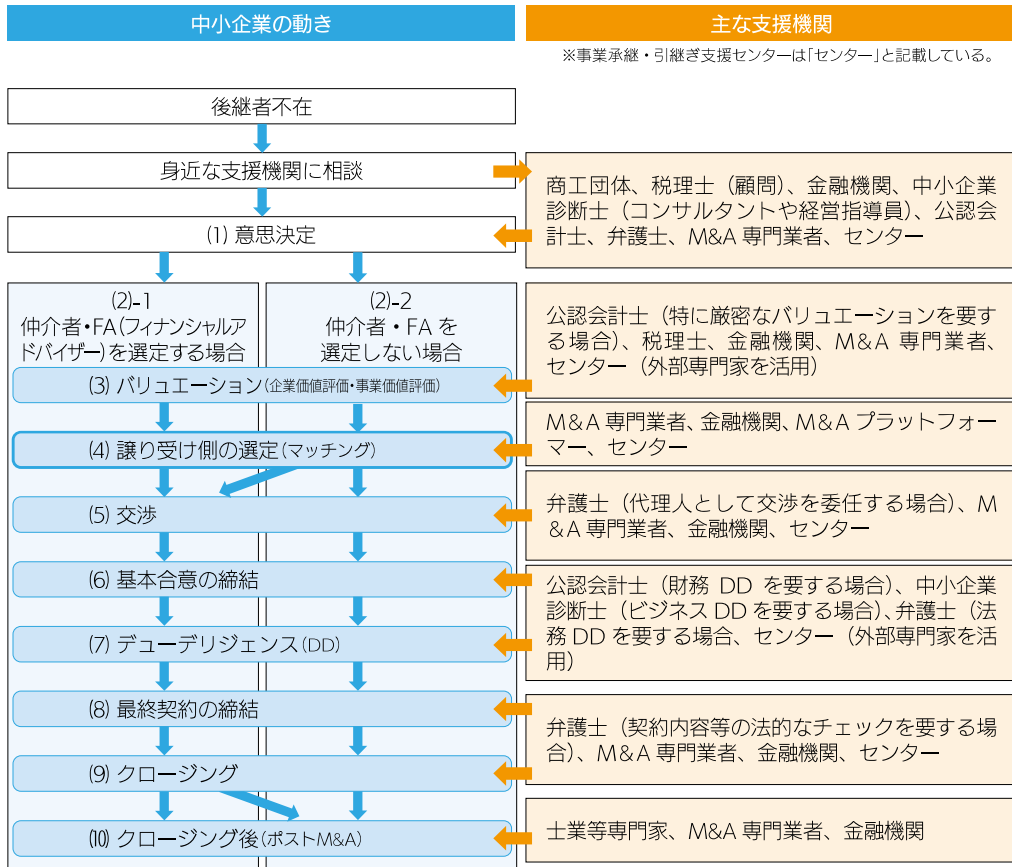 中小企業の動き
主な支援機関
※事業承継・引継ぎ支援センターは「センター」と記載している。
後継者不在
身近な支援機関に相談
商工団体、税理士（顧問）、金融機関、中小企業
診断士（コンサルタントや経営指導員）、公認会
計士、弁護士、M&A 専門業者、センター
(1) 意思決定
(2)-1
仲介者・FA（フィナンシャルア
ドバイザー）を選定する場合
(2)-2
仲介者・FA を
選定しない場合
公認会計士（特に厳密なバリュエーションを要す
る場合）、税理士、金融機関、M&A 専門業者、
センター（外部専門家を活用）
(3) バリュエーション（企業価値評価・事業価値評価）
M&A 専門業者、金融機関、M&A プラットフォー
マー、センター
(4) 譲り受け側の選定（マッチング）
弁護士（代理人として交渉を委任する場合）、M
&A 専門業者、金融機関、センター
(5) 交渉
(6) 基本合意の締結
公認会計士（財務 DD を要する場合）、中小企業
診断士（ビジネス DD を要する場合）、弁護士（法
務 DD を要する場合、センター（外部専門家を活
用）
(7) デューデリジェンス（DD）
(8) 最終契約の締結
弁護士（契約内容等の法的なチェックを要する場
合）、M&A 専門業者、金融機関、センター
(9) クロージング
(10) クロージング後（ポストM&A）
士業等専門家、M&A 専門業者、金融機関